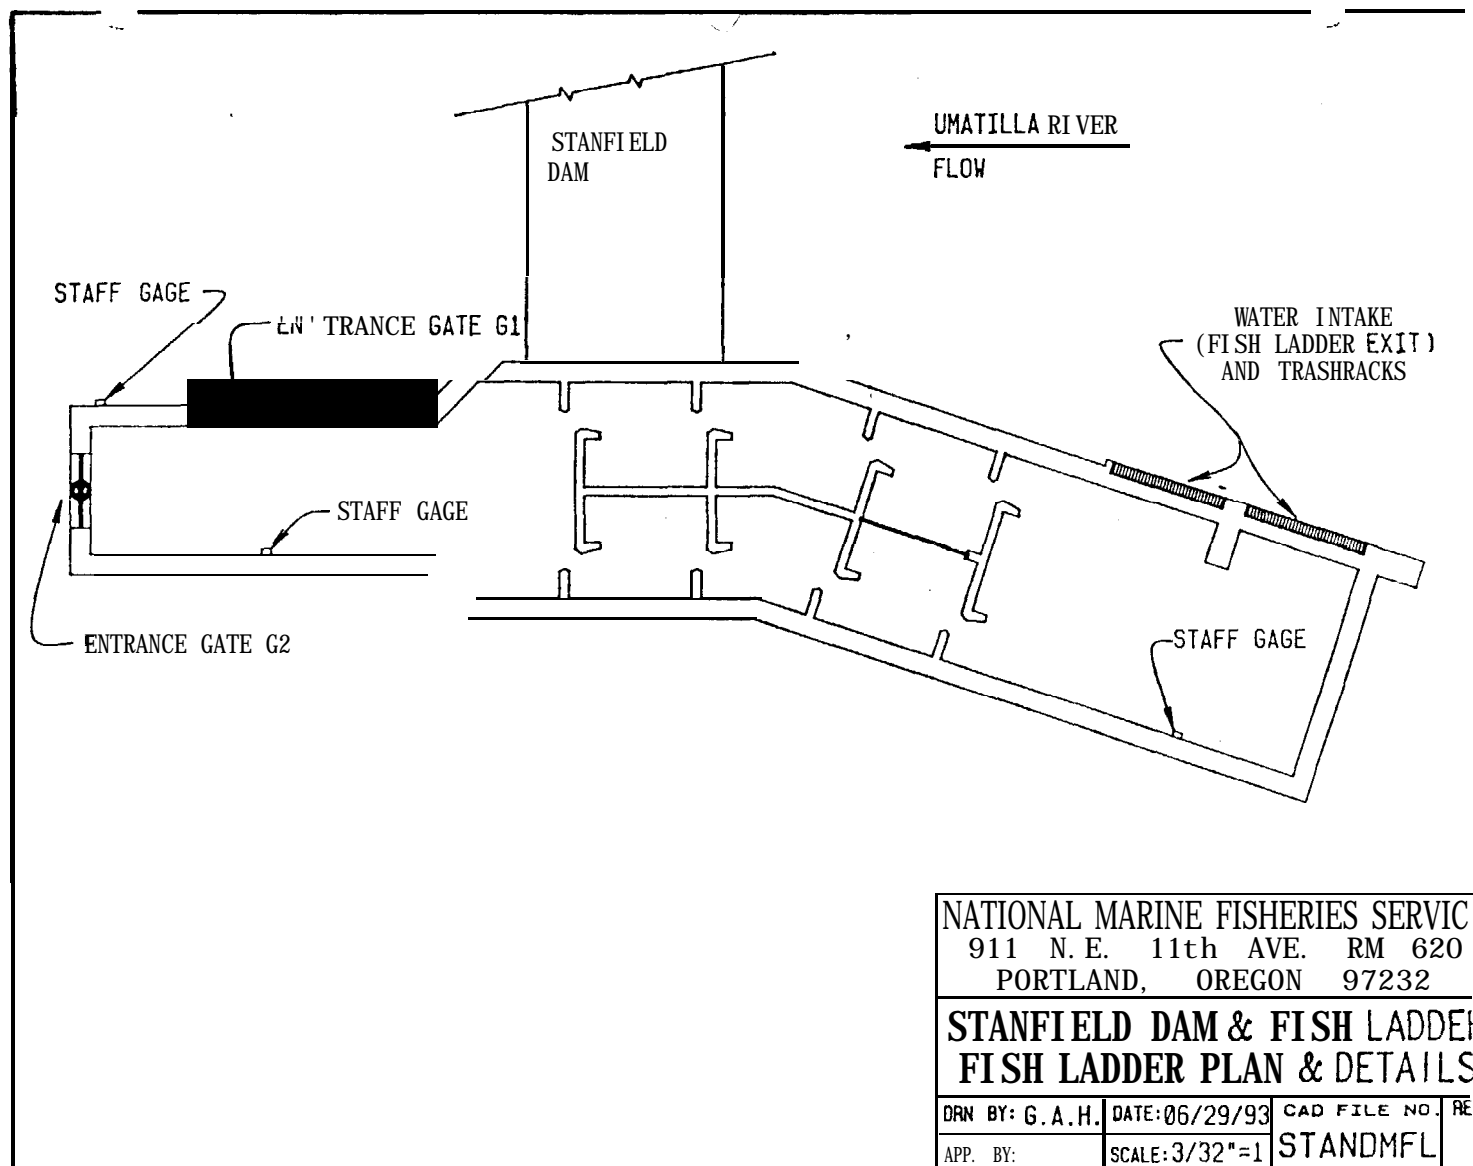 STANFIELD
DAM
UMATILLA RIVER
FLOW
STAFF GAGE
EN'TRANCE GATE G1
WATER INTAKE
(FISH LADDER EXIT)
AND TRASHRACKS
STAFF GAGE
ENTRANCE GATE G2
STAFF GAGE
NATIONAL MARINE FISHERIES SERVIC
911 N.E. 11th AVE. RM 620
PORTLAND, OREGON 97232
STANFIELD DAM & FISH LADDER
FISH LADDER PLAN & DETAILS
DRN BY: G.A.H. DATE:06/29/93 CAD FILE NO. RE
APP. BY: SCALE:3/32"=1 STANDMFL